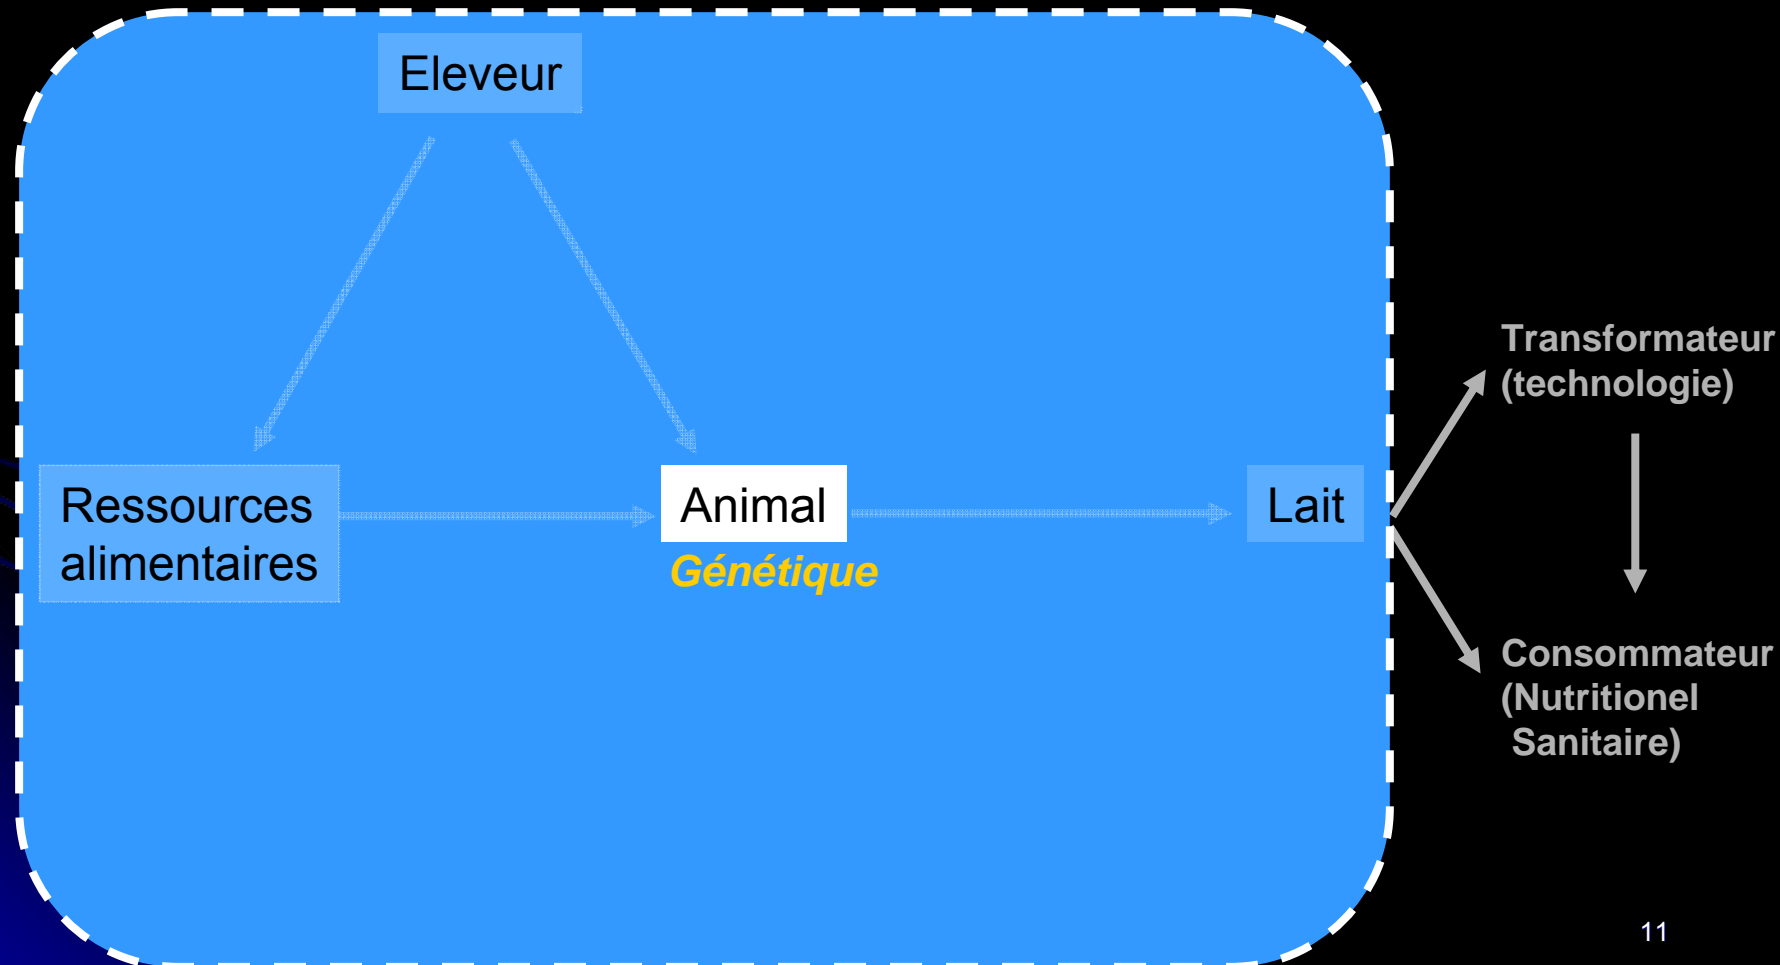 Eleveur
Transformateur
(technologie)
Ressources
alimentaires
Animal
Génétique
Lait
Consommateur
(Nutritionel
Sanitaire)
11